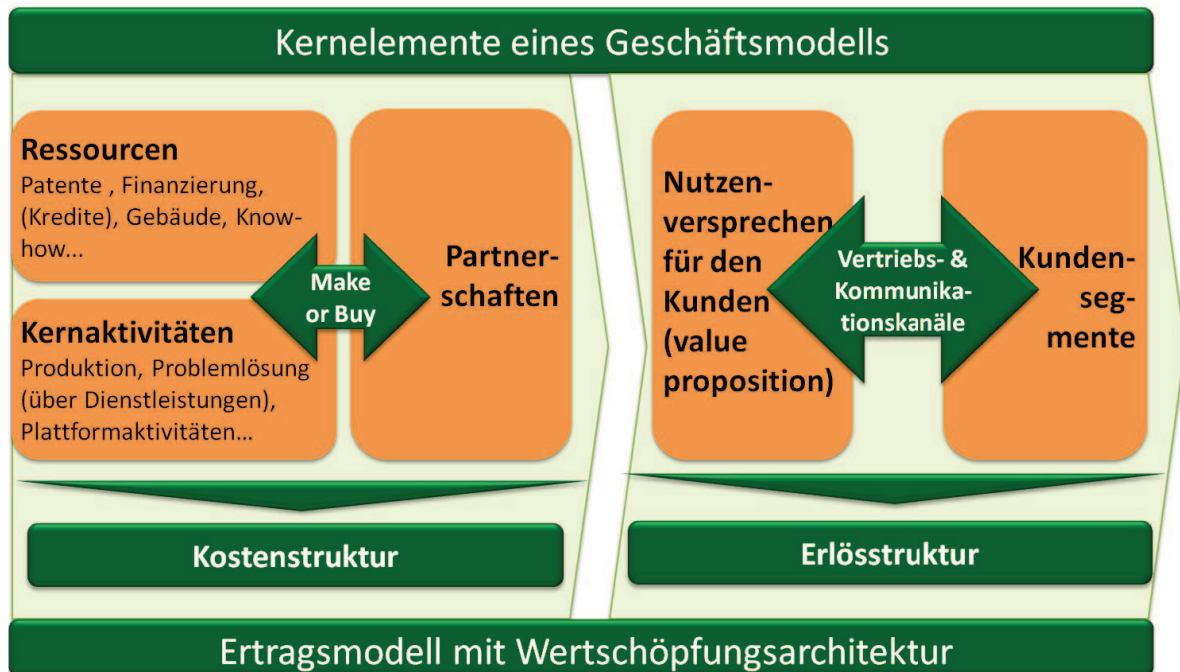 Kernelemente eines Geschäftsmodells
Ressourcen
Patente , Finanzierung,
(Kredite), Gebäude, Know-
how...
Kernaktivitäten
Produktion, Problemlösung
(über Dienstleistungen),
Plattformaktivitäten...
Make
or Buy
Partner-
schaften
Nutzen-
versprechen
für den
Kunden
(value
proposition)
Vertriebs- &
Kommunika-
tionskanäle
Kunden-
seg-
mente
Kostenstruktur
Erlösstruktur
Ertragsmodell mit Wertschöpfungsarchitektur